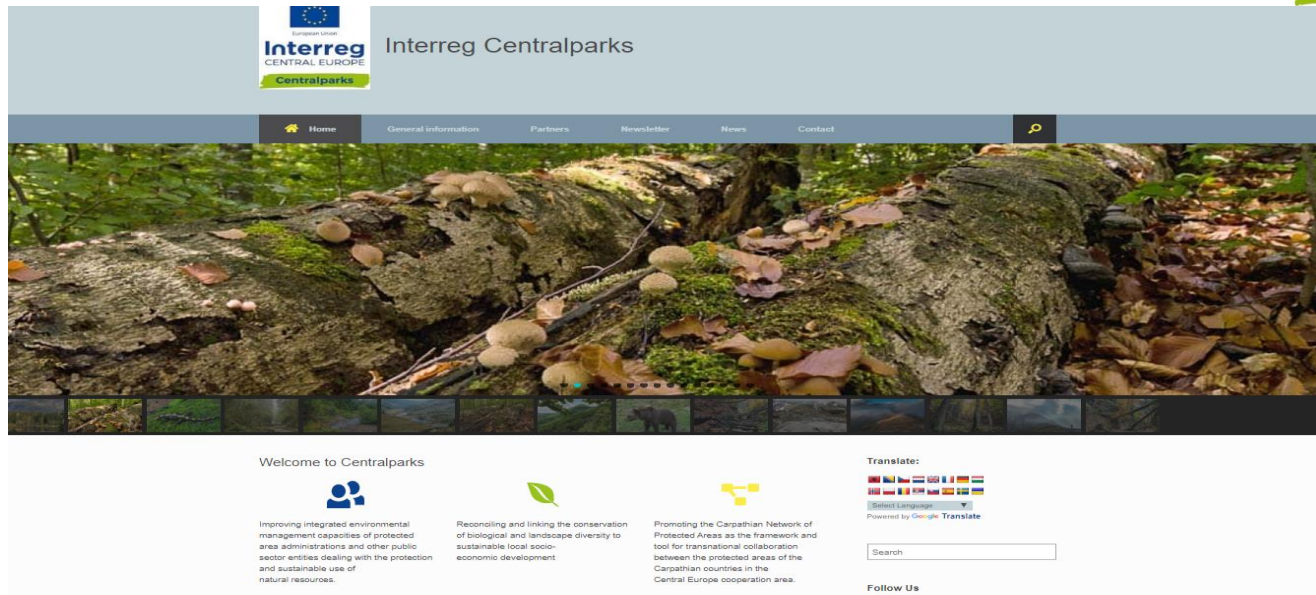 European Union
Interreg
CENTRAL EUROPE
Centralparks
Interreg Centralparks
Home General information Partners Newsletter News Contact
Welcome to Centralparks
Improving integrated environmental
management capacities of protected
area administrations and other public
sector entities dealing with the protection
and sustainable use of
natural resources.
Reconciling and linking the conservation
of biological and landscape diversity to
sustainable local socio-
economic development
Promoting the Carpathian Network of
Protected Areas as the framework and
tool for transnational collaboration
between the protected areas of the
Carpathian countries in the
Central Europe cooperation area.
Translate:
Select Language ▼
Powered by Google Translate
Search
Follow Us